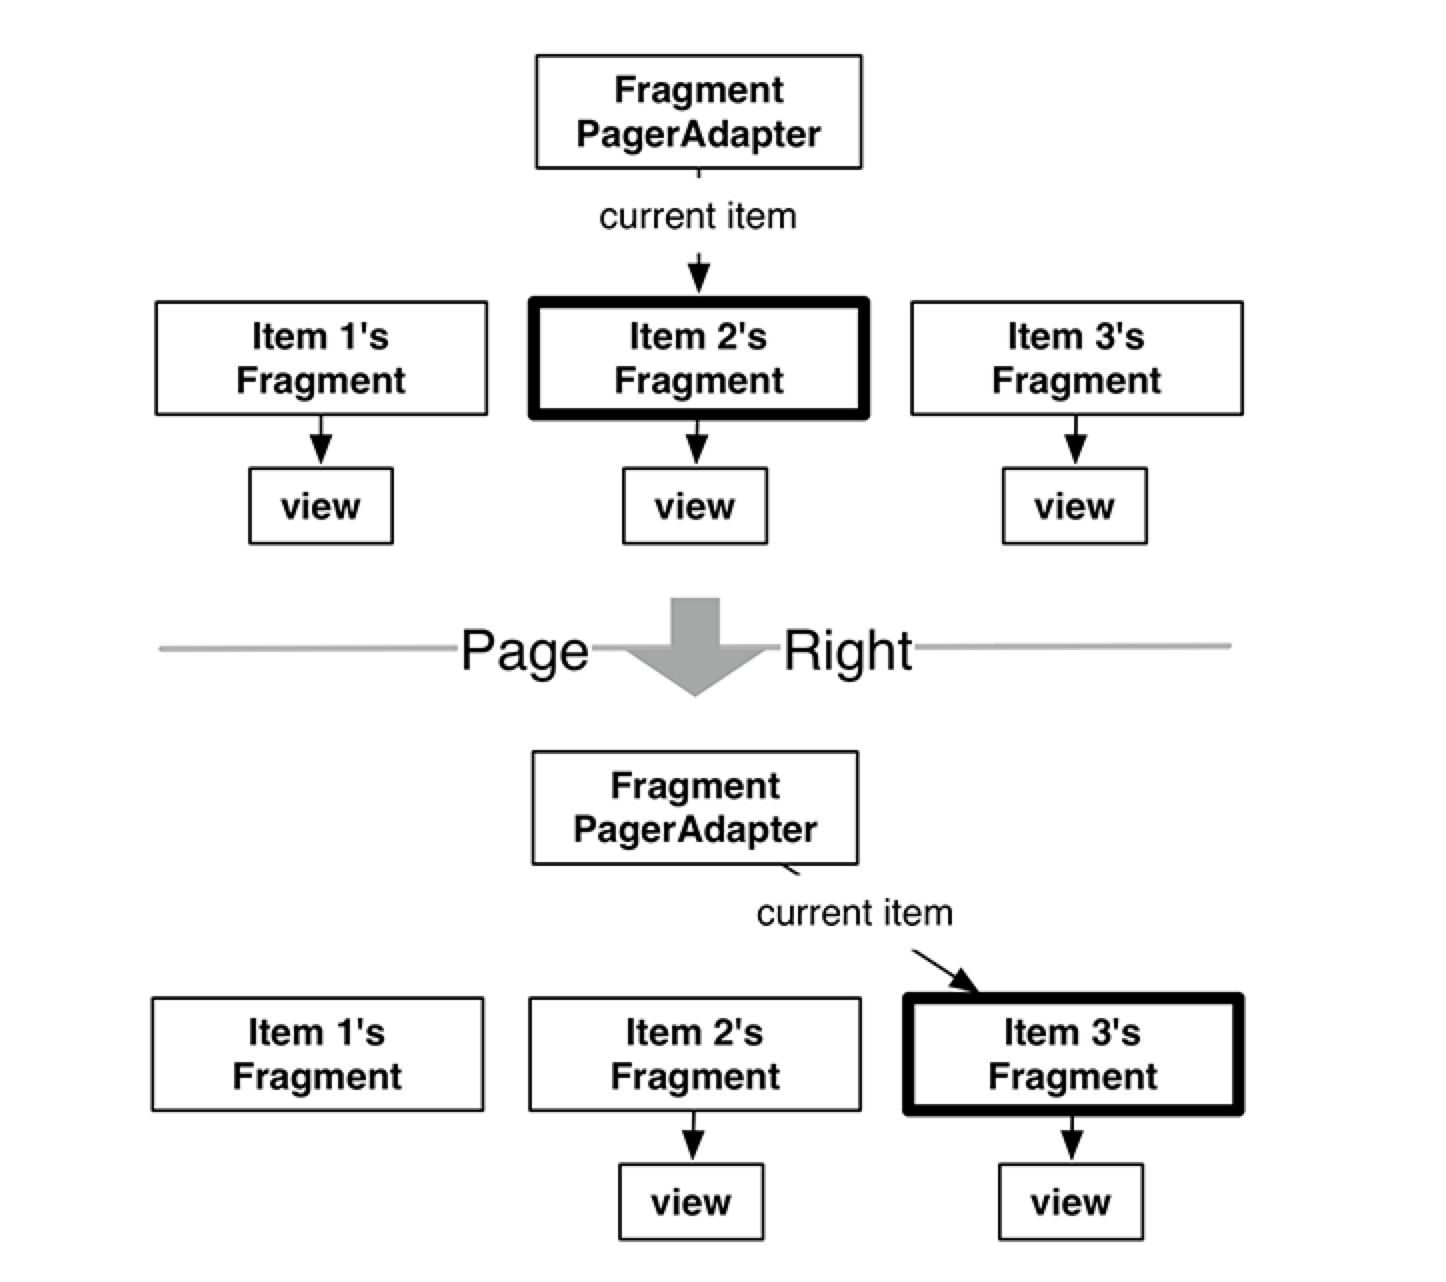 Fragment
PagerAdapter
current item
Item 1's
Fragment
Item 2's
Fragment
Item 3's
Fragment
view
view
view
Page Right
Fragment
PagerAdapter
current item
Item 1's
Fragment
Item 2's
Fragment
Item 3's
Fragment
view
view